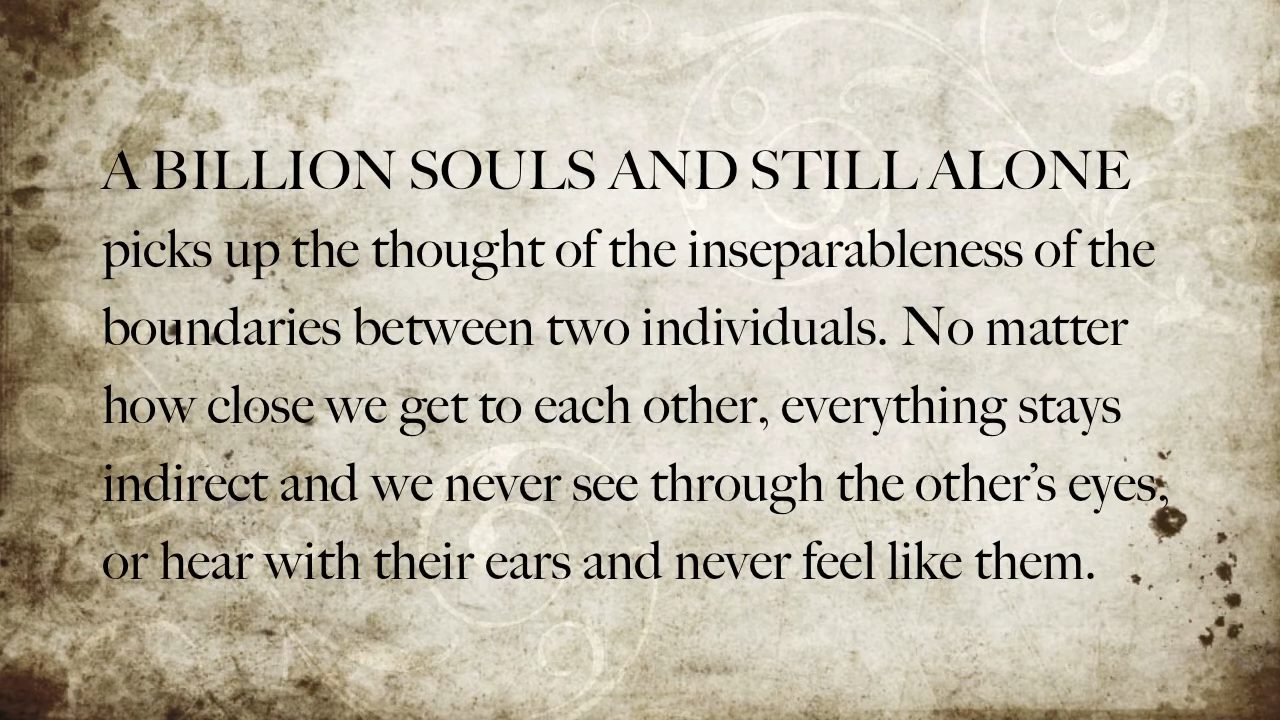 A BILLION SOULS AND STILL ALONE
picks up the thought of the inseparableness of the
boundaries between two individuals. No matter
how close we get to each other, everything stays
indirect and we never see through the other’s eyes,
or hear with their ears and never feel like them.